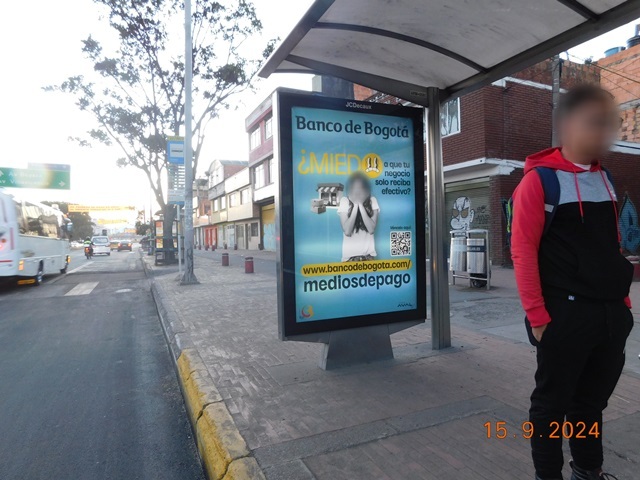 JCDecaux
Banco de Bogotá
¿MIEDO
a que tu
negocio
solo reciba
efectivo?
www.bancodebogota.com/
mediosdepago
15.9.2024